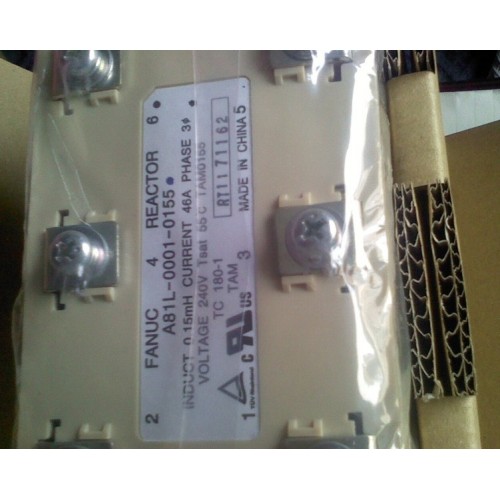 2 4 6
FANUC REACTOR
A81L-0001-0155
INDUCT 0.15mH CURRENT 46A PHASE 3φ
VOLTAGE 240V Tsat 55°C TAM0155
TC 180-1
RT1171162
TAM
c US
MADE IN CHINA
1 3 5